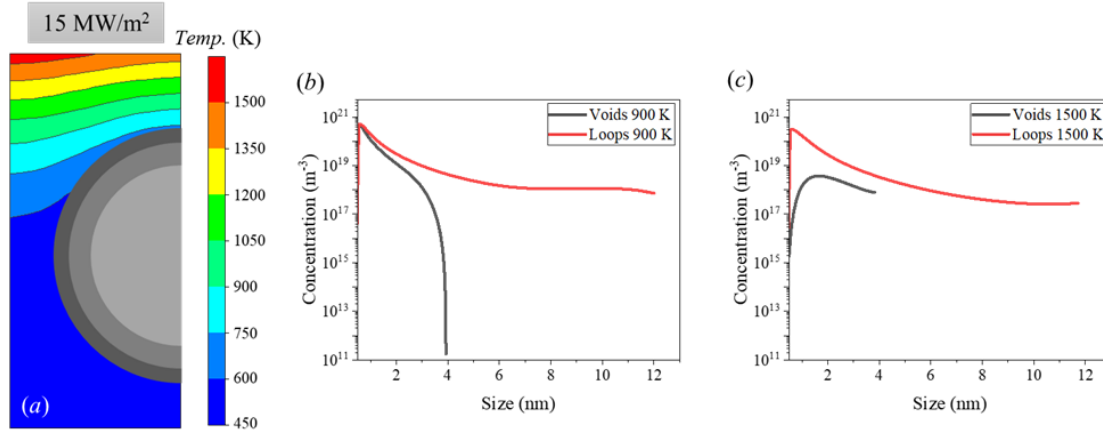 15 MW/m²
Temp. (K)
1500
1350
1200
1050
900
750
600
450
(a)
(b)
Voids 900 K
Loops 900 K
Concentration (m⁻³)
10²¹
10¹⁹
10¹⁷
10¹⁵
10¹³
10¹¹
2 4 6 8 10 12
Size (nm)
(c)
Voids 1500 K
Loops 1500 K
Concentration (m⁻³)
10²¹
10¹⁹
10¹⁷
10¹⁵
10¹³
10¹¹
2 4 6 8 10 12
Size (nm)